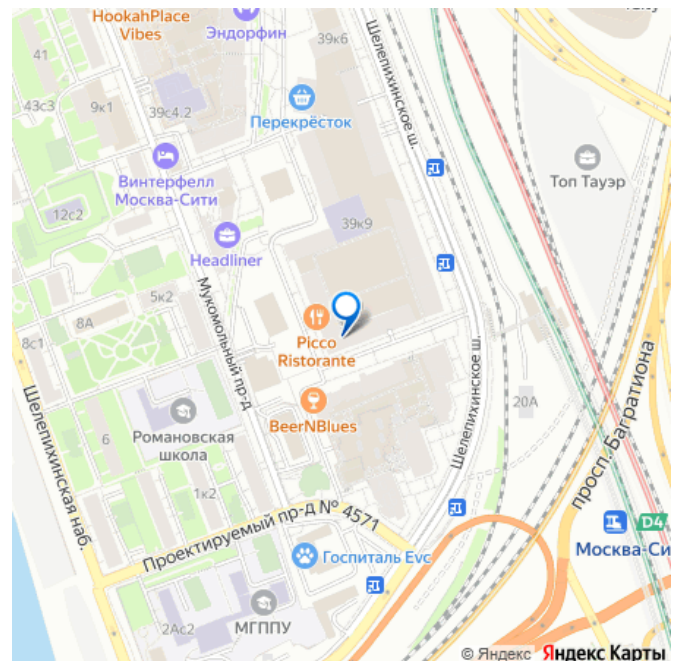 HookahPlace
Vibes
Эндорфин
39к6
41
43с3
9к1
39с4.2
Перекрёсток
Шелепихинское ш.
Винтерфелл
Москва-Сити
Топ Тауэр
12с2
Headliner
39к9
Мукомольный пр-д
5к2
8А
8с1
Picco
Ristorante
Шелепихинское ш.
просп. Багратиона
20А
BeerNBlues
Шелепихинская наб.
Романовская
школа
6
1к2
Проектируемый пр-д № 4571
D4
Москва-Си
Госпиталь Evc
2Ас2
МГППУ
© Яндекс Яндекс Карты